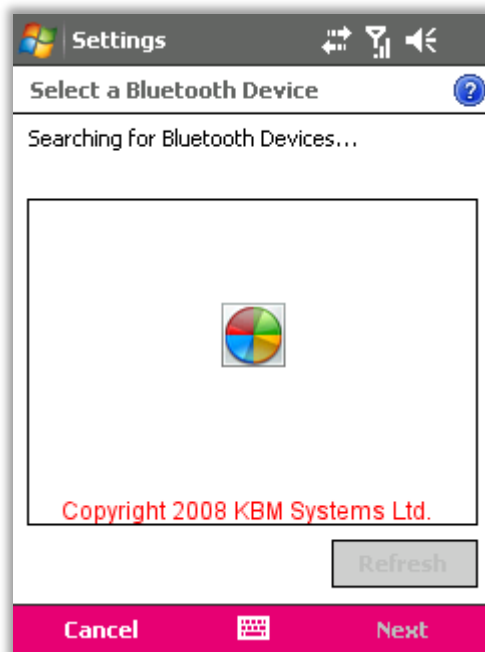 Settings
Select a Bluetooth Device
?
Searching for Bluetooth Devices...
Copyright 2008 KBM Systems Ltd.
Refresh
Cancel
Next